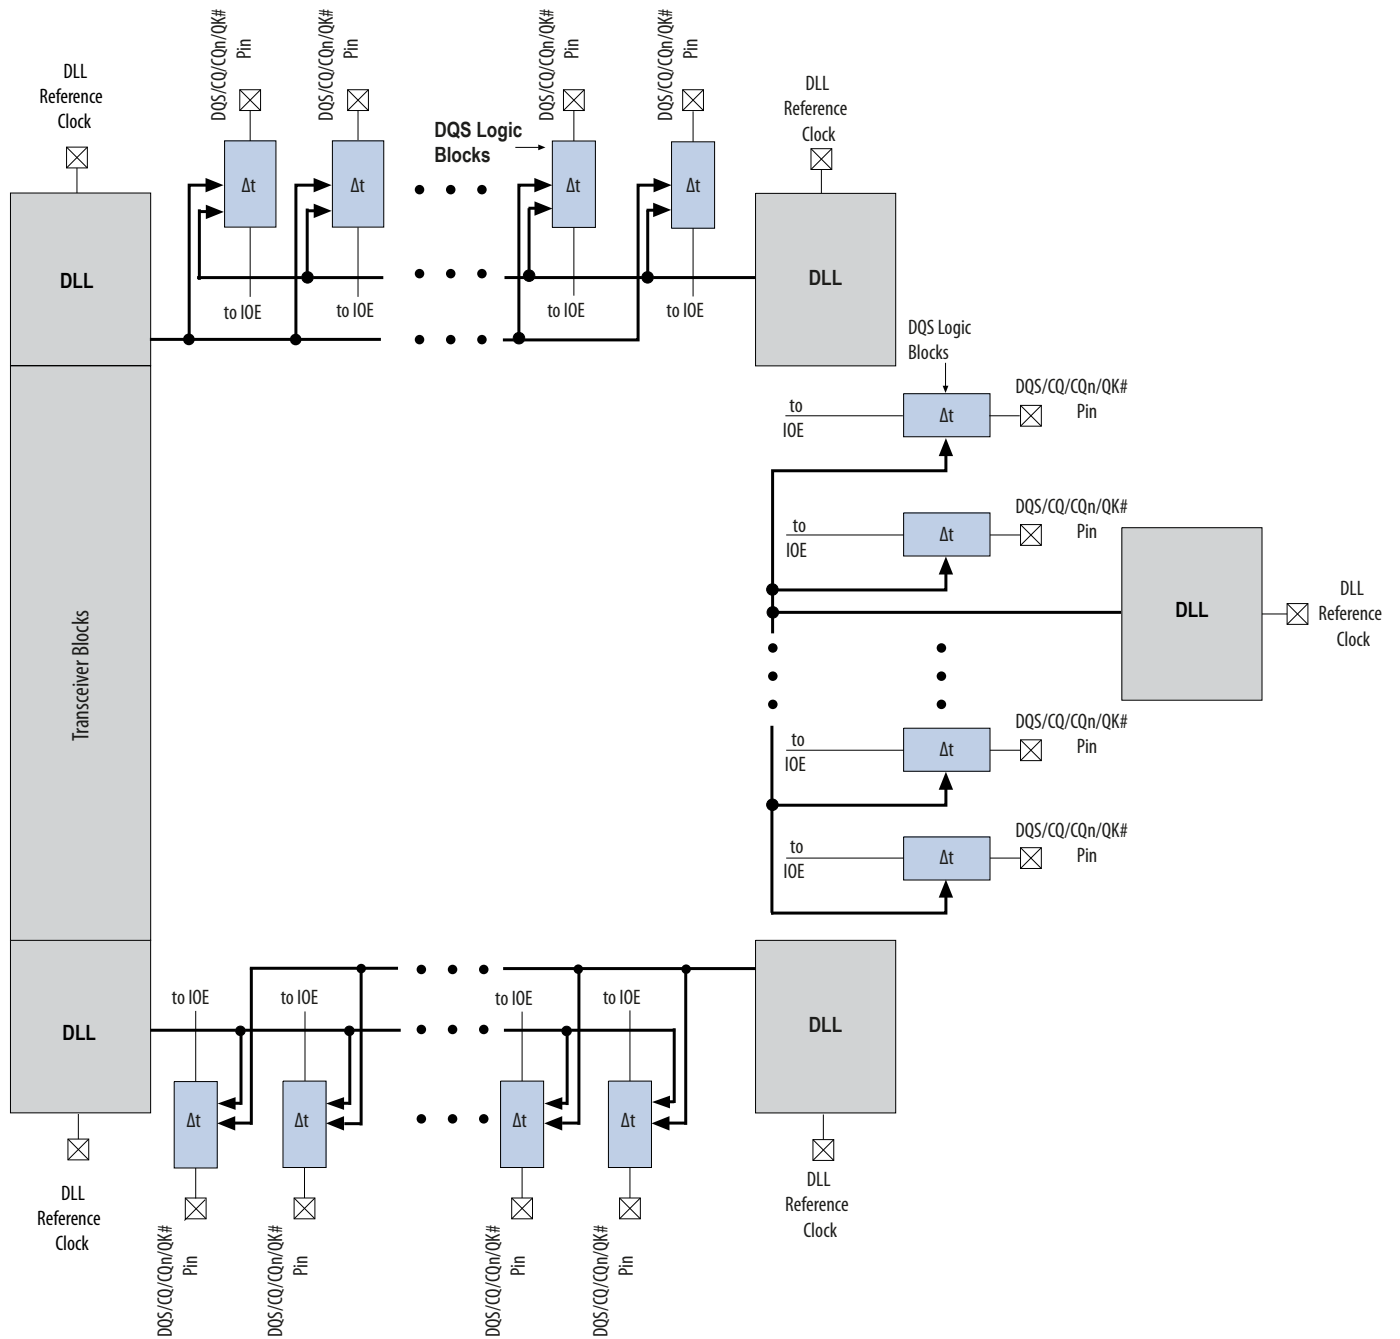 DQS/CQ/CQn/QK#
Pin
DQS/CQ/CQn/QK#
Pin
DQS/CQ/CQn/QK#
Pin
DQS/CQ/CQn/QK#
Pin
DLL
Reference
Clock
DLL
Reference
Clock
DQS Logic
Blocks
Δt
Δt
Δt
Δt
DLL
DLL
to IOE
to IOE
to IOE
to IOE
DQS Logic
Blocks
to
IOE
Δt
DQS/CQ/CQn/QK#
Pin
to
IOE
Δt
DQS/CQ/CQn/QK#
Pin
DLL
DLL
Reference
Clock
Transceiver Blocks
to
IOE
Δt
DQS/CQ/CQn/QK#
Pin
to
IOE
Δt
DQS/CQ/CQn/QK#
Pin
to IOE
to IOE
to IOE
to IOE
DLL
DLL
Δt
Δt
Δt
Δt
DLL
Reference
Clock
DLL
Reference
Clock
DQS/CQ/CQn/QK#
Pin
DQS/CQ/CQn/QK#
Pin
DQS/CQ/CQn/QK#
Pin
DQS/CQ/CQn/QK#
Pin